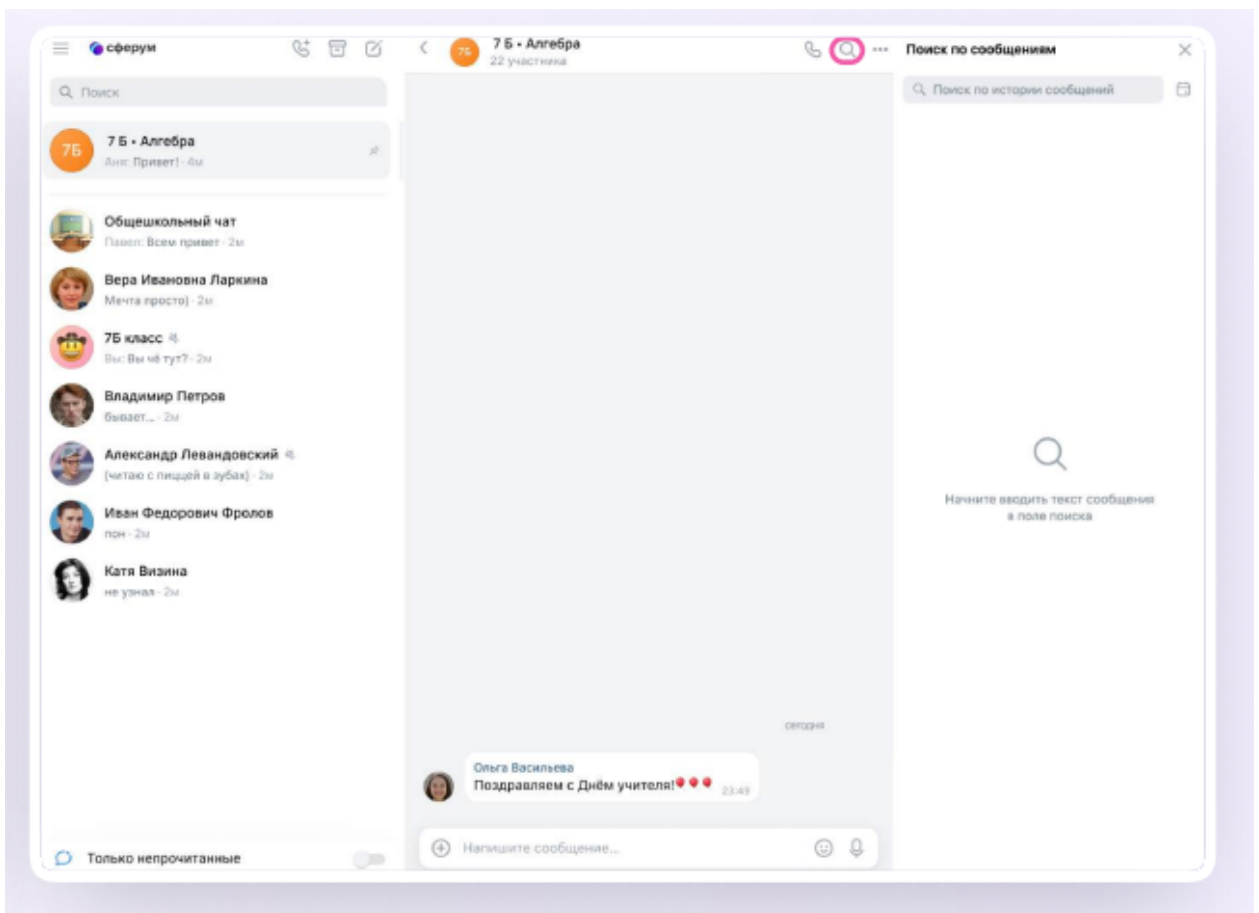 сферум
Поиск
7Б
7 Б • Алгебра
Аня: Привет! · 4м
Общешкольный чат
Павел: Всем привет · 2м
Вера Ивановна Ларкина
Мечта просто) · 2м
7Б класс
Вы: Вы чё тут? · 2м
Владимир Петров
бывает... · 2м
Александр Левандовский
(читаю с пиццей в зубах) · 2м
Иван Федорович Фролов
пон · 2м
Катя Визина
не узнал · 2м
Только непрочитанные
7Б
7 Б • Алгебра
22 участника
сегодня
Ольга Васильева
Поздравляем с Днём учителя!🎈🎈🎈 23:49
Напишите сообщение...
Поиск по сообщениям
Поиск по истории сообщений
Начните вводить текст сообщения
в поле поиска